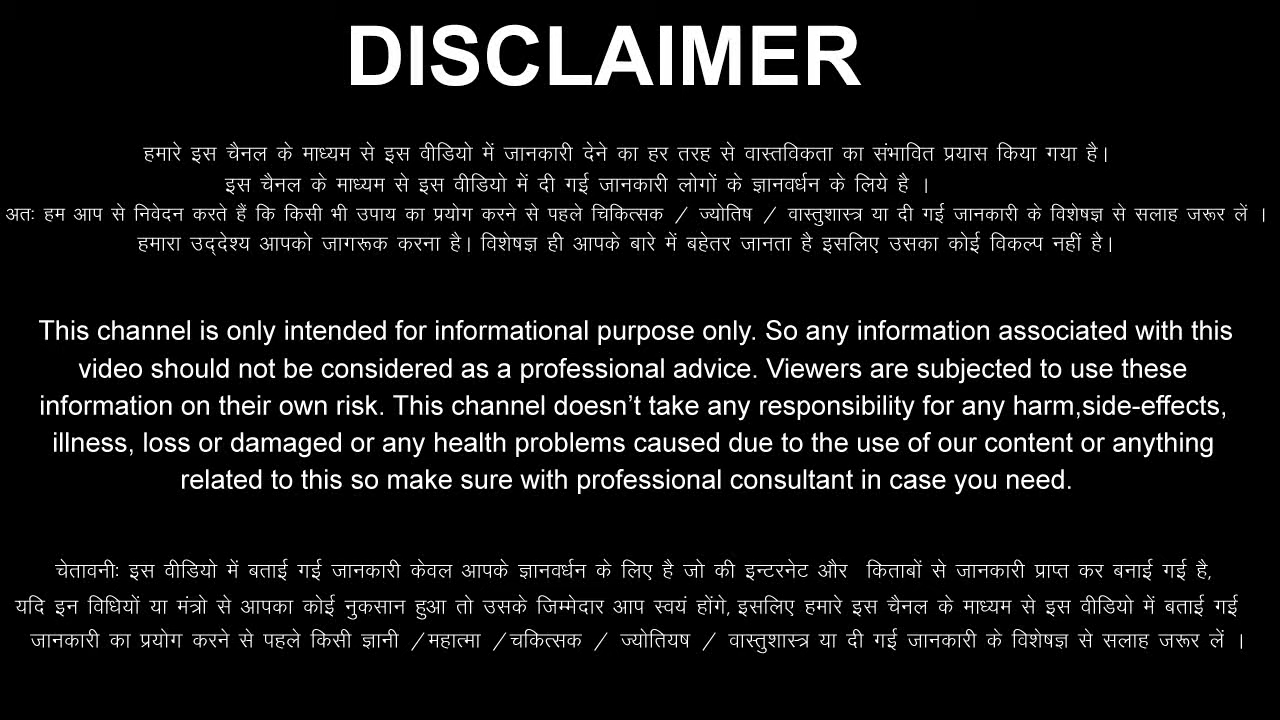 DISCLAIMER
हमारे इस चैनल के माध्यम से इस वीडियो में जानकारी देने का हर तरह से वास्तविकता का संभावित प्रयास किया गया है।
इस चैनल के माध्यम से इस वीडियो में दी गई जानकारी लोगों के ज्ञानवर्धन के लिये है ।
अतः हम आप से निवेदन करते हैं कि किसी भी उपाय का प्रयोग करने से पहले चिकित्सक / ज्योतिष / वास्तुशास्त्र या दी गई जानकारी के विशेषज्ञ से सलाह जरूर लें ।
हमारा उद्देश्य आपको जागरूक करना है। विशेषज्ञ ही आपके बारे में बहेतर जानता है इसलिए उसका कोई विकल्प नहीं है।
This channel is only intended for informational purpose only. So any information associated with this
video should not be considered as a professional advice. Viewers are subjected to use these
information on their own risk. This channel doesn’t take any responsibility for any harm,side-effects,
illness, loss or damaged or any health problems caused due to the use of our content or anything
related to this so make sure with professional consultant in case you need.
चेतावनीः इस वीडियो में बताई गई जानकारी केवल आपके ज्ञानवर्धन के लिए है जो की इन्टरनेट और किताबों से जानकारी प्राप्त कर बनाई गई है,
यदि इन विधियों या मंत्रो से आपका कोई नुकसान हुआ तो उसके जिम्मेदार आप स्वयं होंगे, इसलिए हमारे इस चैनल के माध्यम से इस वीडियो में बताई गई
जानकारी का प्रयोग करने से पहले किसी ज्ञानी /महात्मा /चकित्सक / ज्योतियष / वास्तुशास्त्र या दी गई जानकारी के विशेषज्ञ से सलाह जरूर लें ।